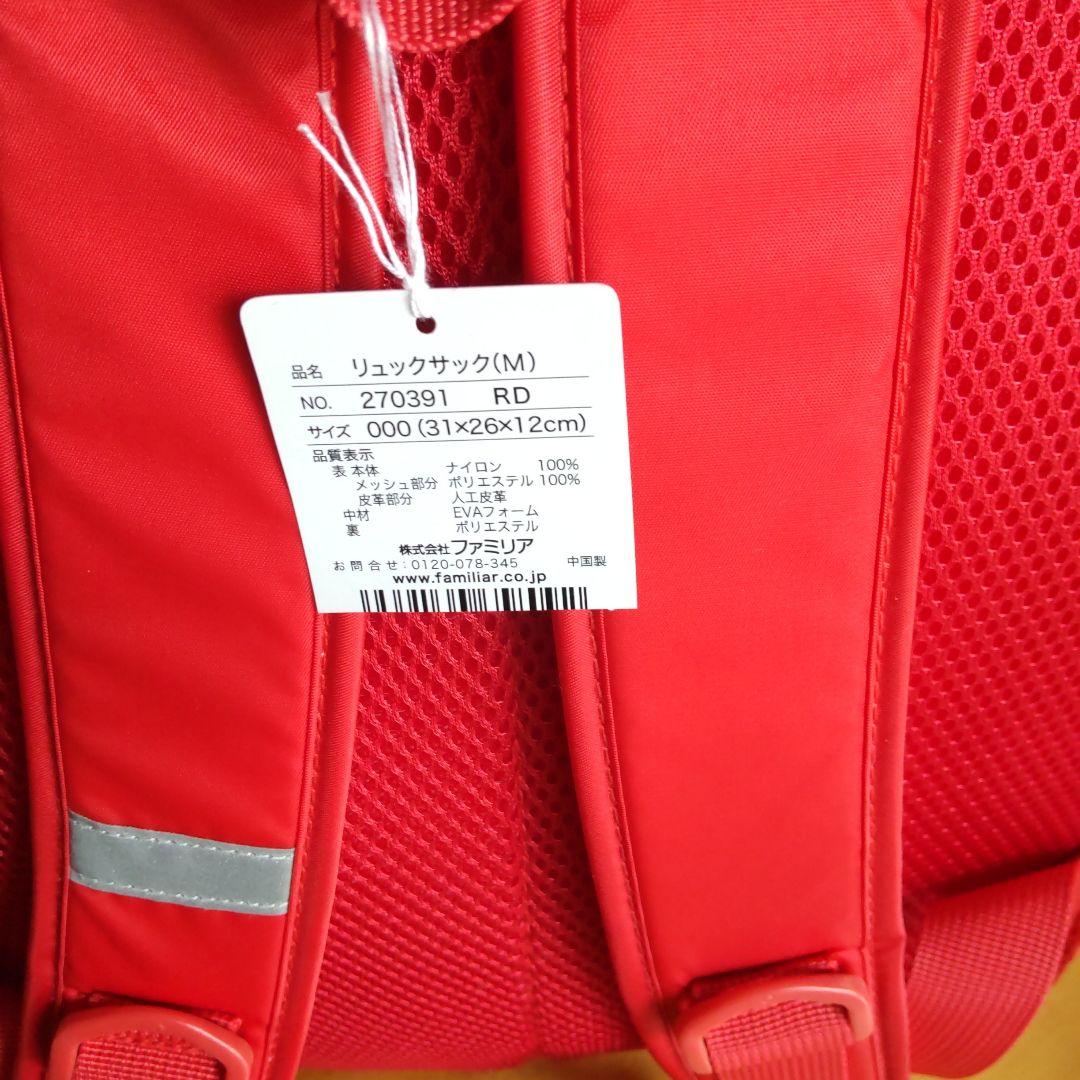 品名 リュックサック(M)
NO. 270391 RD
サイズ 000(31×26×12cm)
品質表示
表 本体 ナイロン 100%
メッシュ部分 ポリエステル 100%
皮革部分 人工皮革
中材 EVAフォーム
裏 ポリエステル
株式会社 ファミリア
お問合せ:0120-078-345 中国製
www.familiar.co.jp